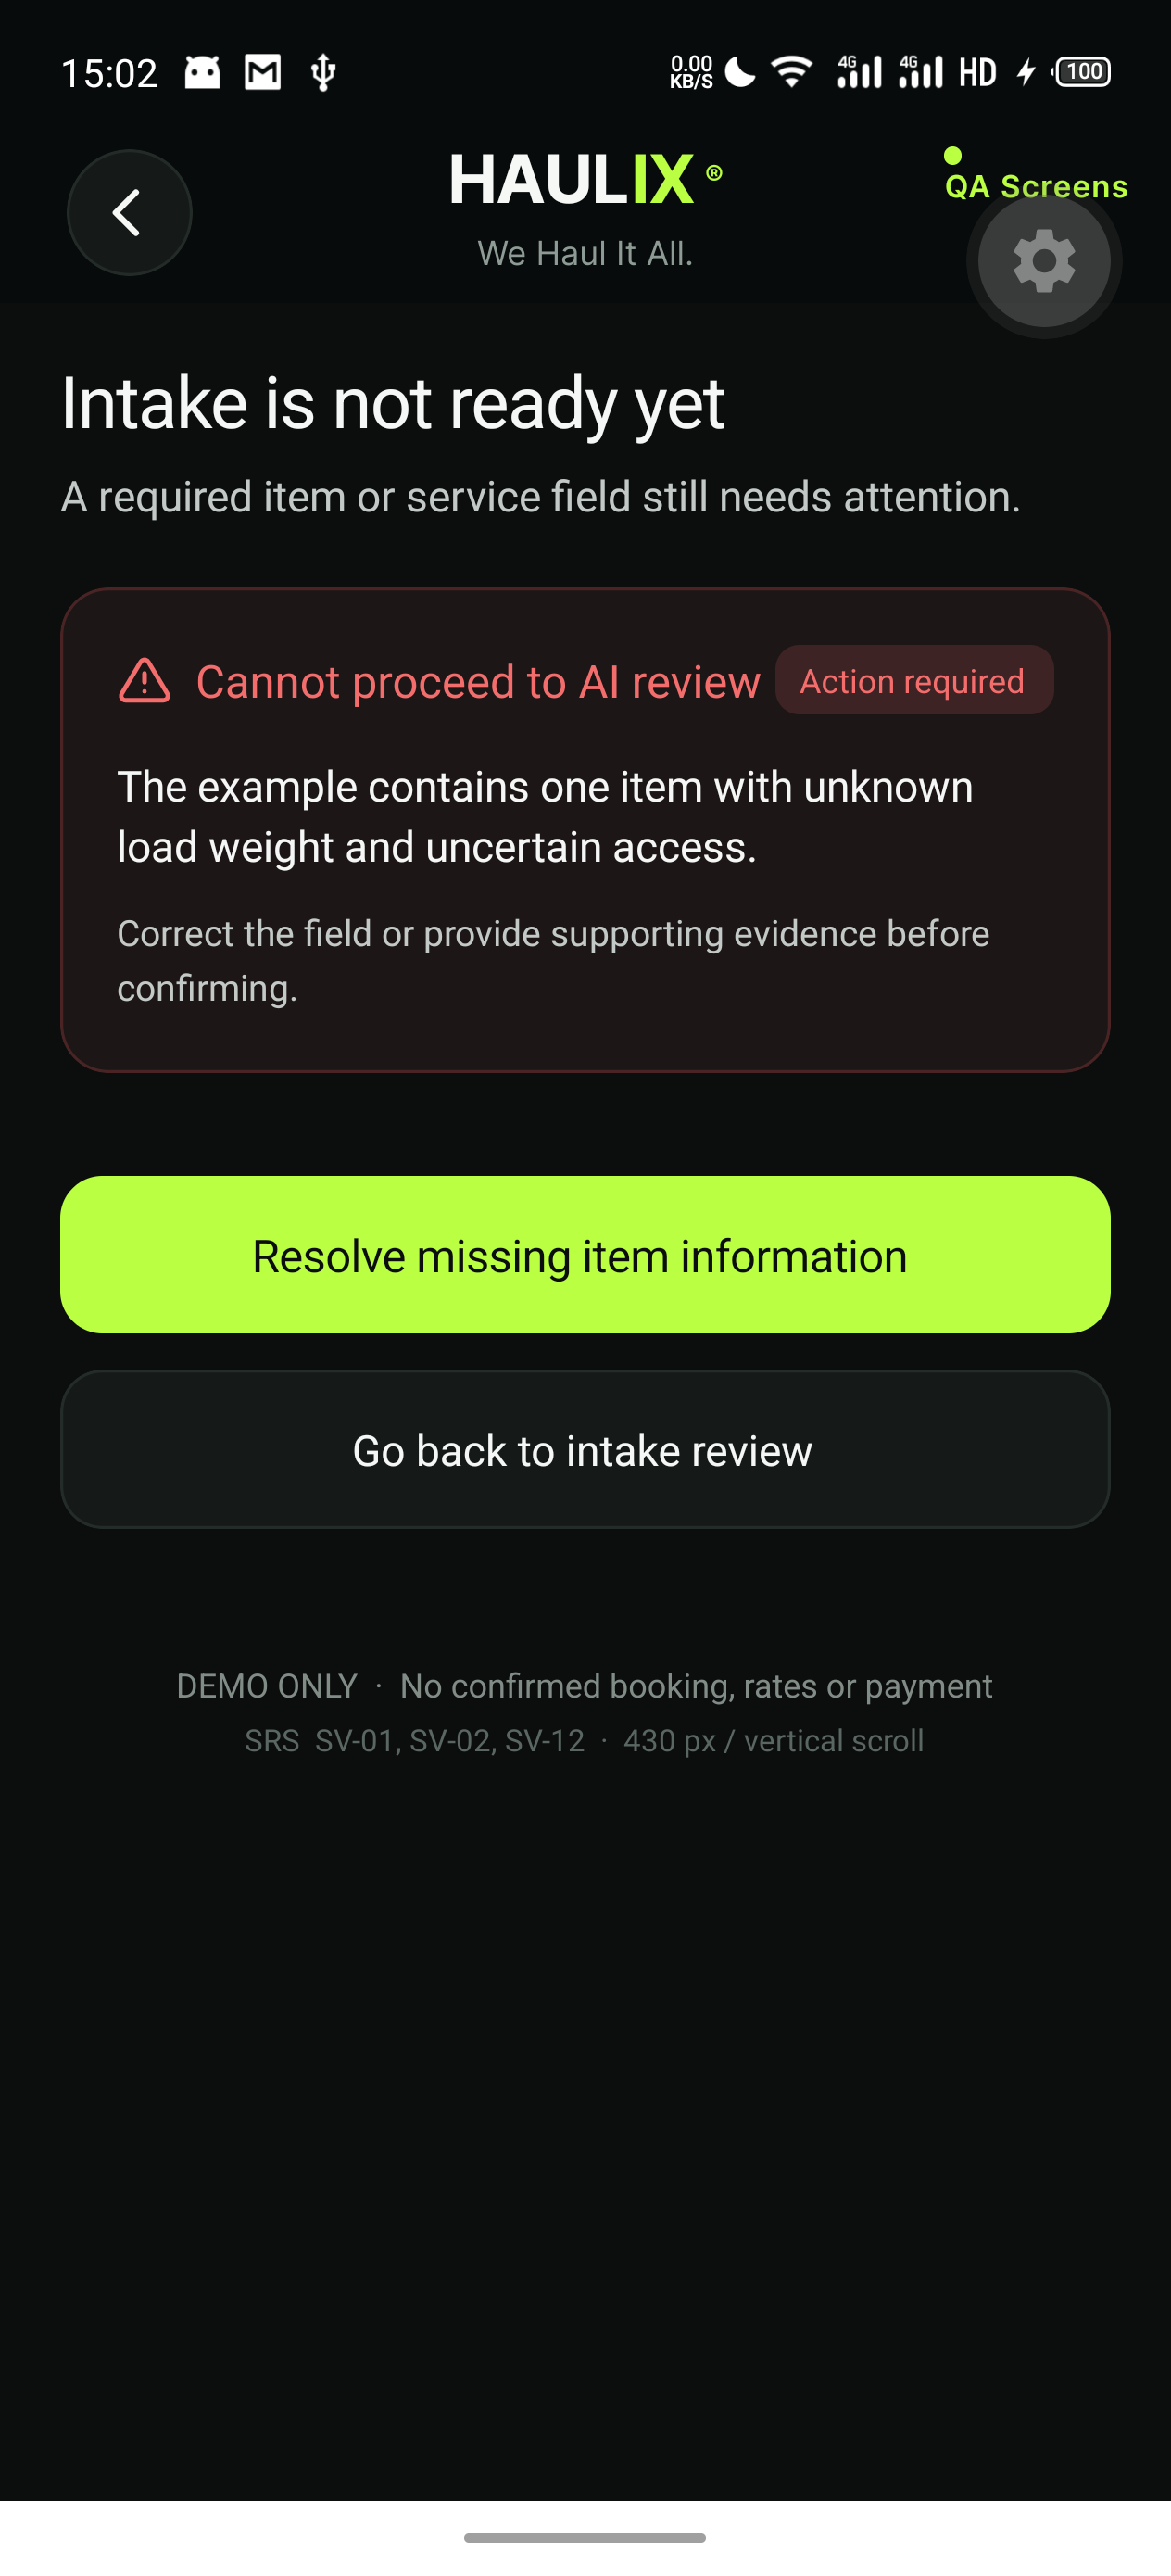 15:02
0.00 KB/S 4G 4G HD 100
HAULIX ®
We Haul It All.
QA Screens
Intake is not ready yet
A required item or service field still needs attention.
Cannot proceed to AI review
Action required
The example contains one item with unknown
load weight and uncertain access.
Correct the field or provide supporting evidence before
confirming.
Resolve missing item information
Go back to intake review
DEMO ONLY · No confirmed booking, rates or payment
SRS SV-01, SV-02, SV-12 · 430 px / vertical scroll